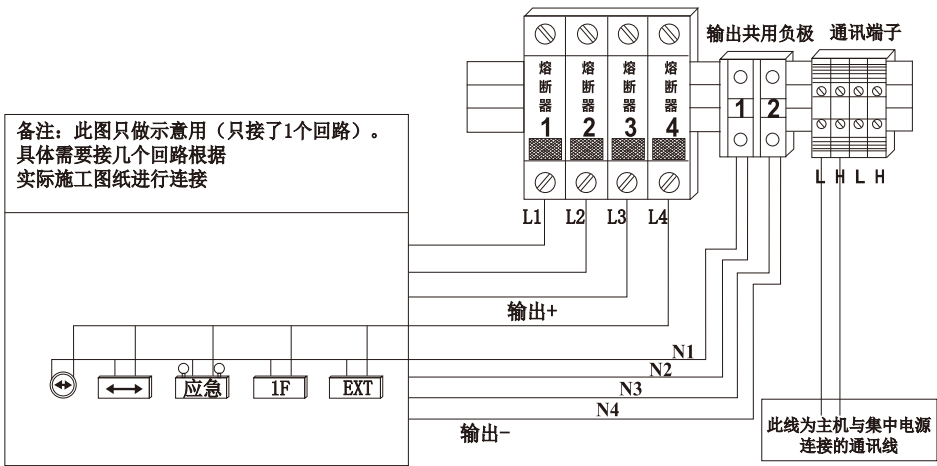 输出共用负极
通讯端子
熔断器
1
熔断器
2
熔断器
3
熔断器
4
1
2
L H L H
L1 L2 L3 L4
备注：此图只做示意用（只接了1个回路）。
具体需要接几个回路根据
实际施工图纸进行连接
输出+
N1
N2
N3
N4
输出-
应急
1F
EXT
此线为主机与集中电源
连接的通讯线